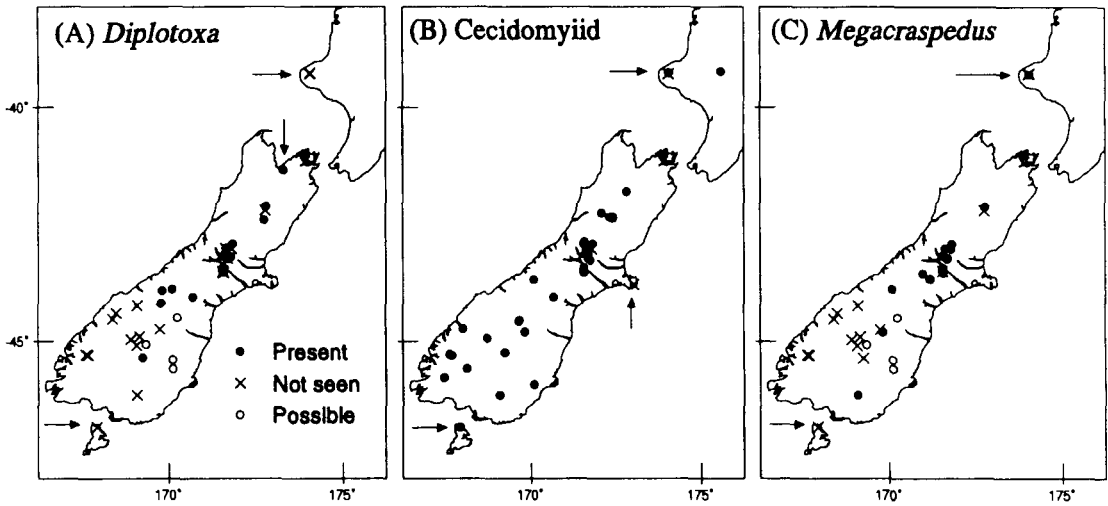 (A) Diplotoxa
(B) Cecidomyiid
(C) Megacraspedus
-40°
-45°
Present
Not seen
Possible
170°
175°
170°
175°
170°
175°